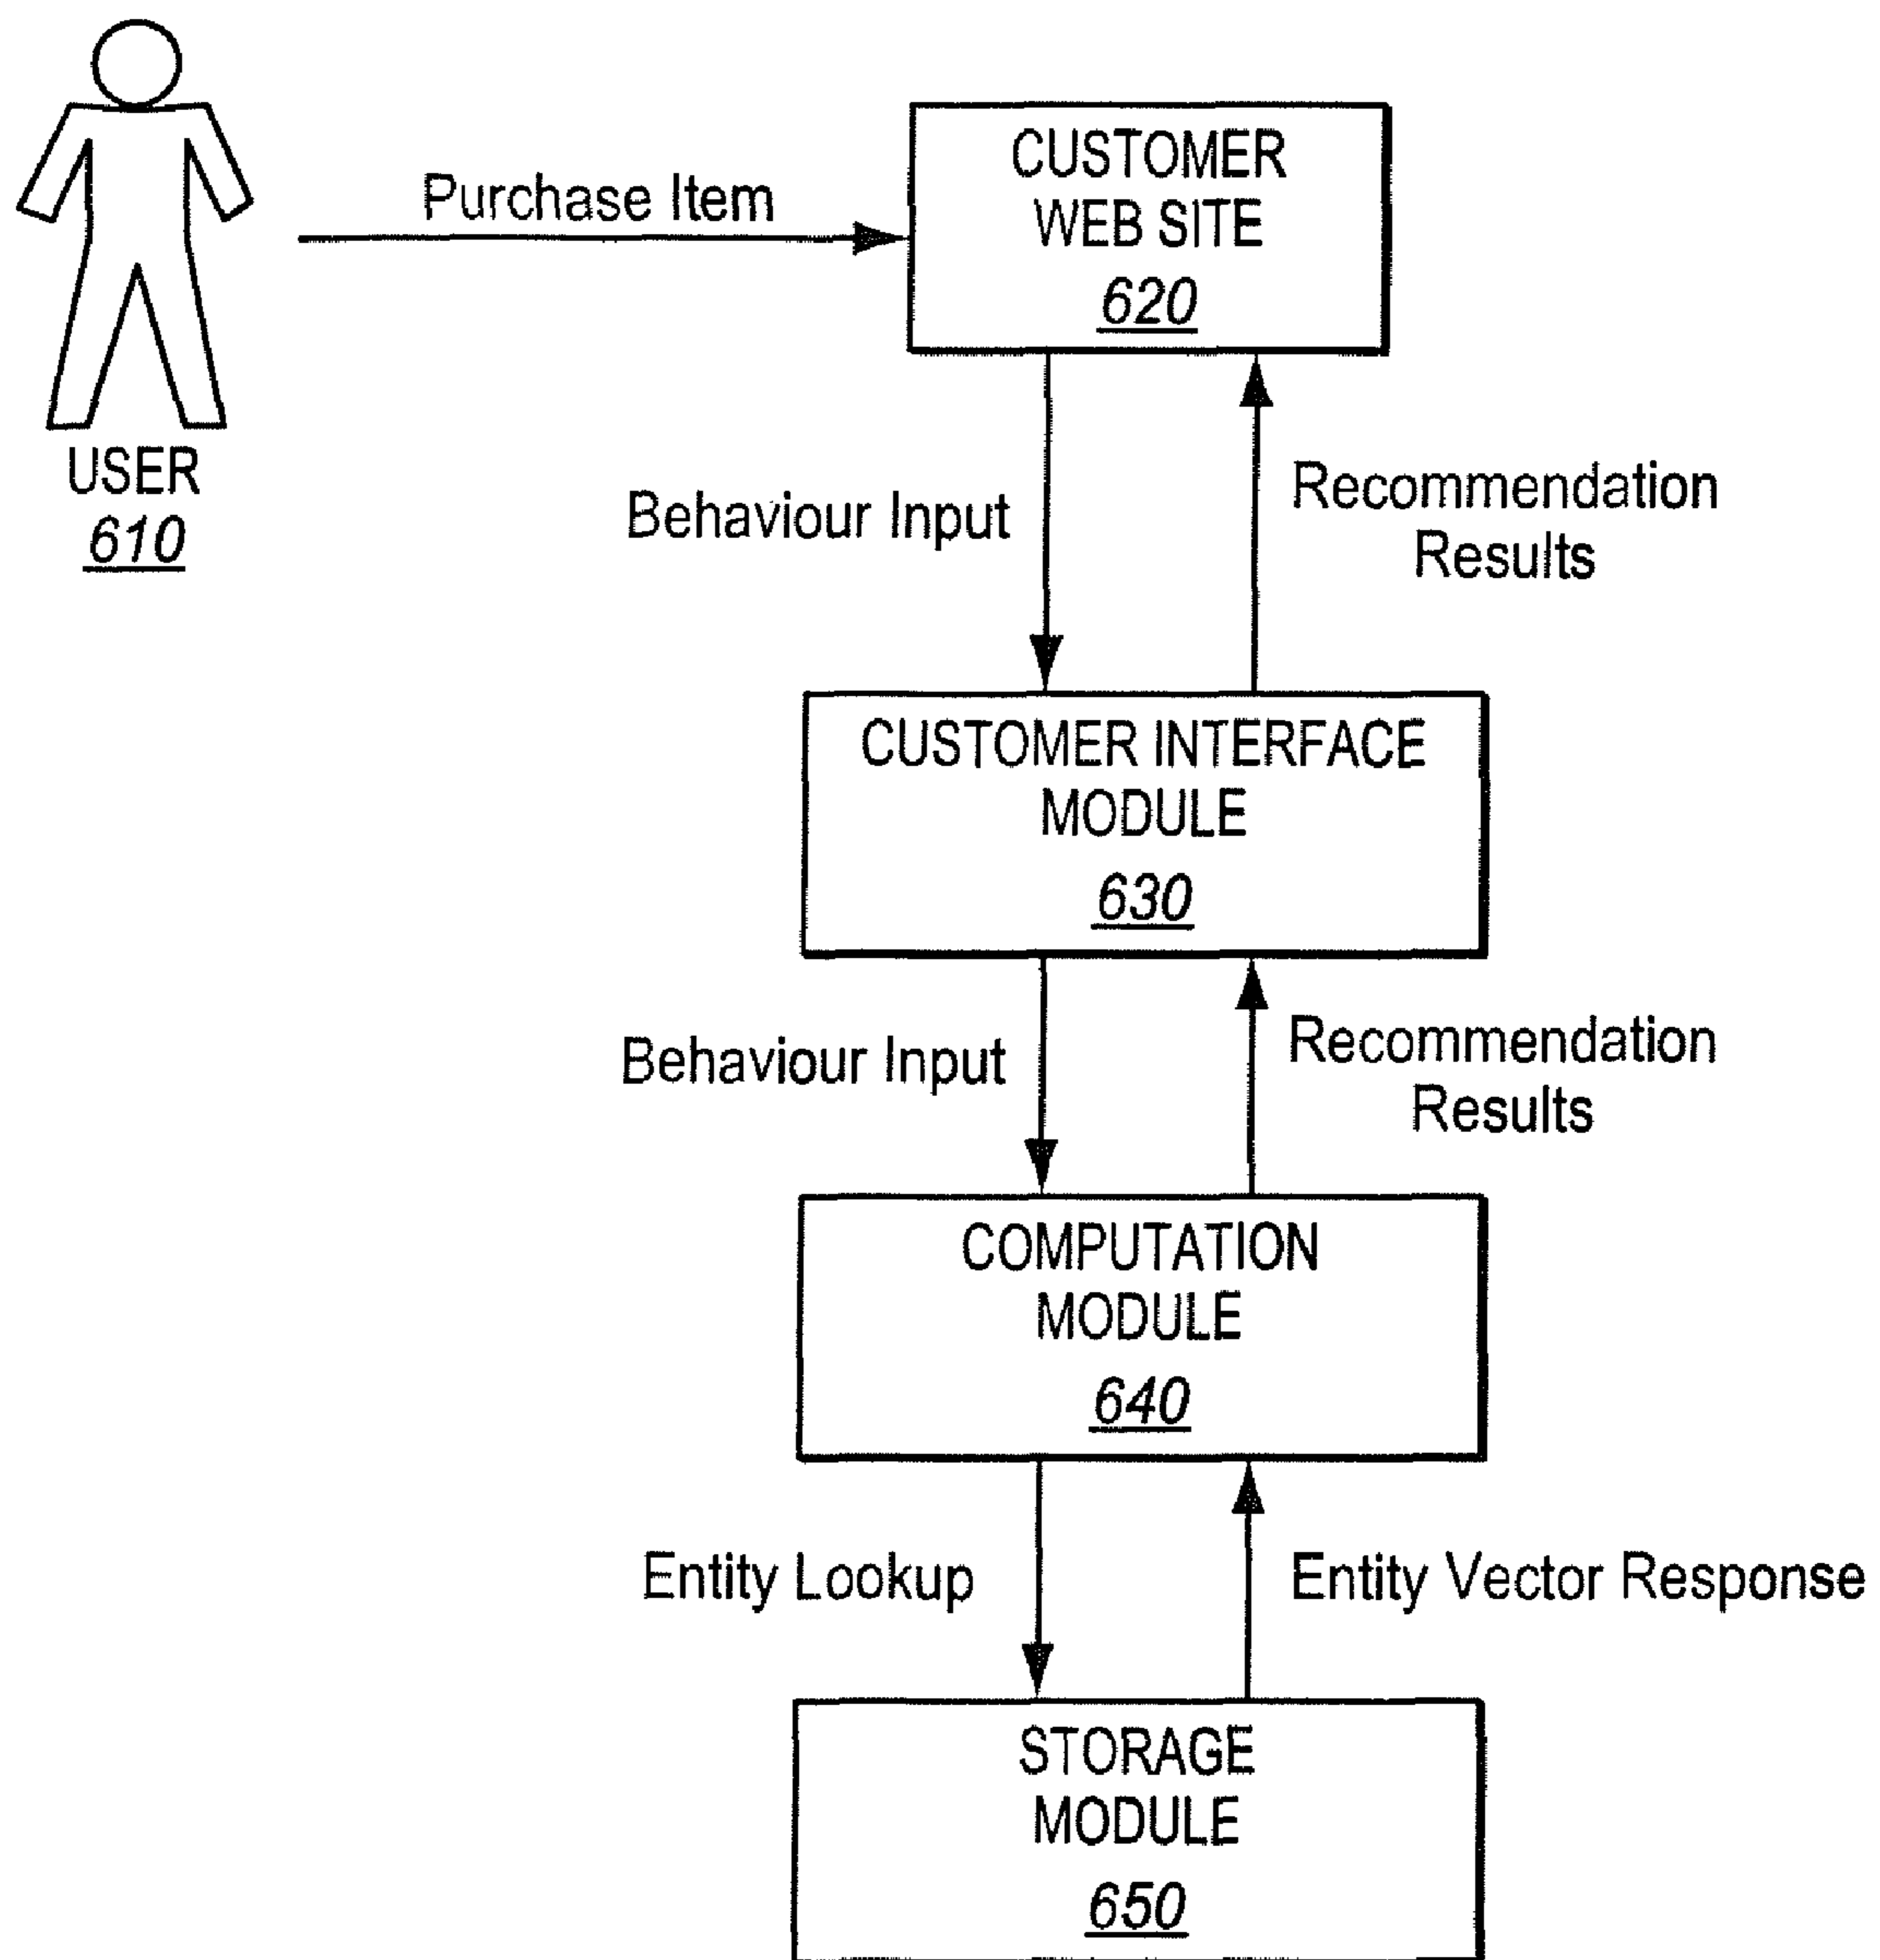 Purchase Item
CUSTOMER
WEB SITE
620
USER
610
Behaviour Input
Recommendation
Results
CUSTOMER INTERFACE
MODULE
630
Behaviour Input
Recommendation
Results
COMPUTATION
MODULE
640
Entity Lookup
Entity Vector Response
STORAGE
MODULE
650